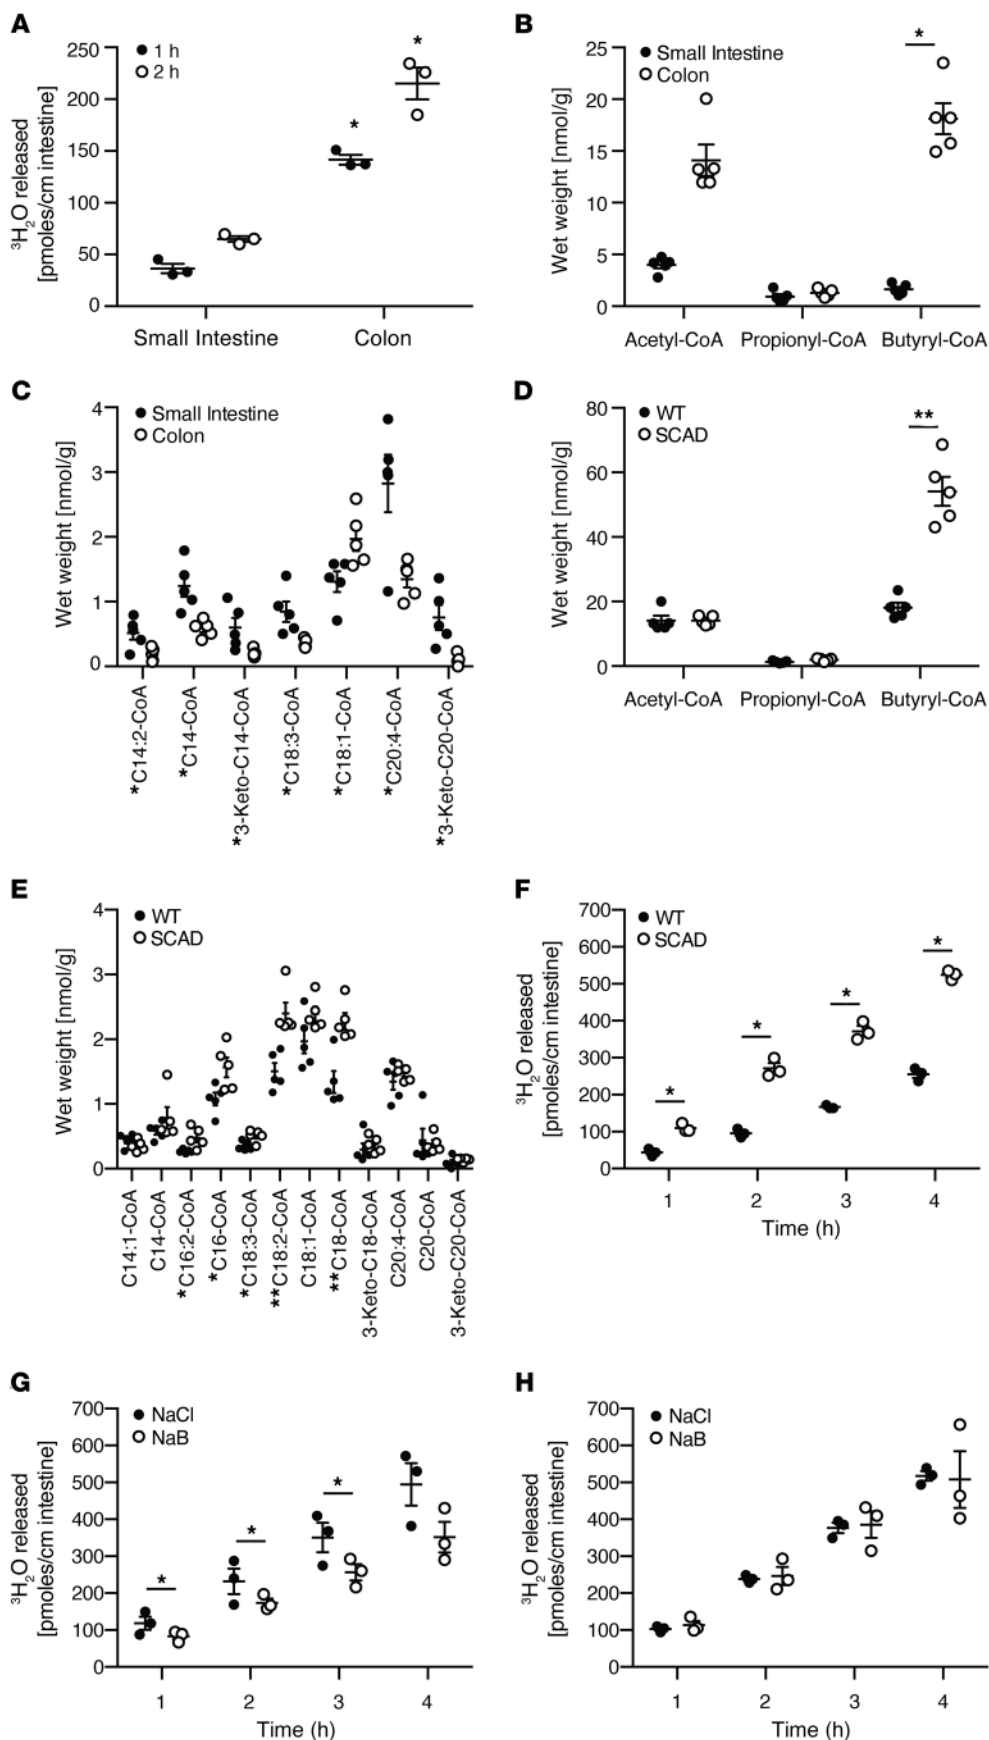 A
³H₂O released
[pmoles/cm intestine]
250
200
150
100
50
0
1 h
2 h
*
*
Small Intestine
Colon
B
Wet weight [nmol/g]
25
20
15
10
5
0
Small Intestine
Colon
*
Acetyl-CoA
Propionyl-CoA
Butyryl-CoA
C
Wet weight [nmol/g]
4
3
2
1
0
Small Intestine
Colon
*C14:2-CoA
*C14-CoA
*3-Keto-C14-CoA
*C18:3-CoA
*C18:1-CoA
*C20:4-CoA
*3-Keto-C20-CoA
D
Wet weight [nmol/g]
80
60
40
20
0
WT
SCAD
**
Acetyl-CoA
Propionyl-CoA
Butyryl-CoA
E
Wet weight [nmol/g]
4
3
2
1
0
WT
SCAD
C14:1-CoA
C14-CoA
*C16:2-CoA
*C16-CoA
*C18:3-CoA
**C18:2-CoA
C18:1-CoA
**C18-CoA
3-Keto-C18-CoA
C20:4-CoA
C20-CoA
3-Keto-C20-CoA
F
³H₂O released
[pmoles/cm intestine]
700
600
500
400
300
200
100
0
WT
SCAD
*
*
*
*
1
2
3
4
Time (h)
G
³H₂O released
[pmoles/cm intestine]
700
600
500
400
300
200
100
0
NaCl
NaB
*
*
*
1
2
3
4
Time (h)
H
³H₂O released
[pmoles/cm intestine]
700
600
500
400
300
200
100
0
NaCl
NaB
1
2
3
4
Time (h)